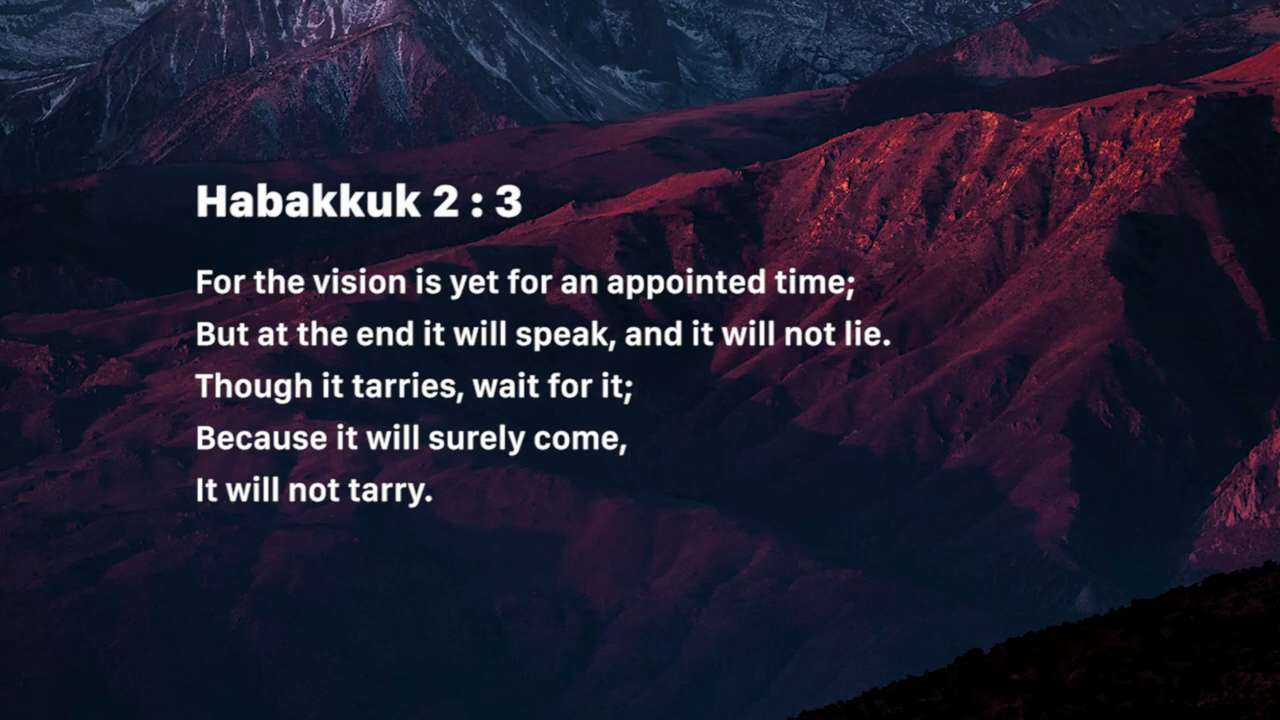 Habakkuk 2 : 3
For the vision is yet for an appointed time;
But at the end it will speak, and it will not lie.
Though it tarries, wait for it;
Because it will surely come,
It will not tarry.